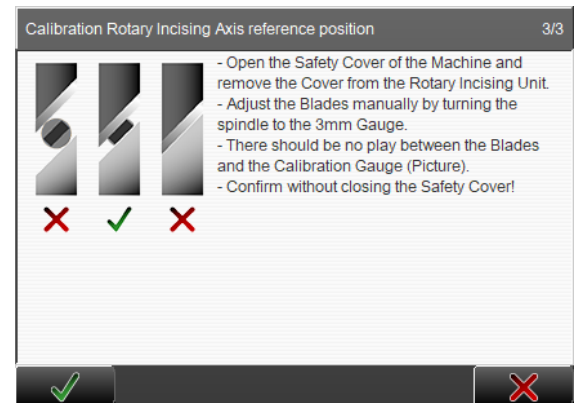 Calibration Rotary Incising Axis reference position 3/3
- Open the Safety Cover of the Machine and
remove the Cover from the Rotary Incising Unit.
- Adjust the Blades manually by turning the
spindle to the 3mm Gauge.
- There should be no play between the Blades
and the Calibration Gauge (Picture).
- Confirm without closing the Safety Cover!